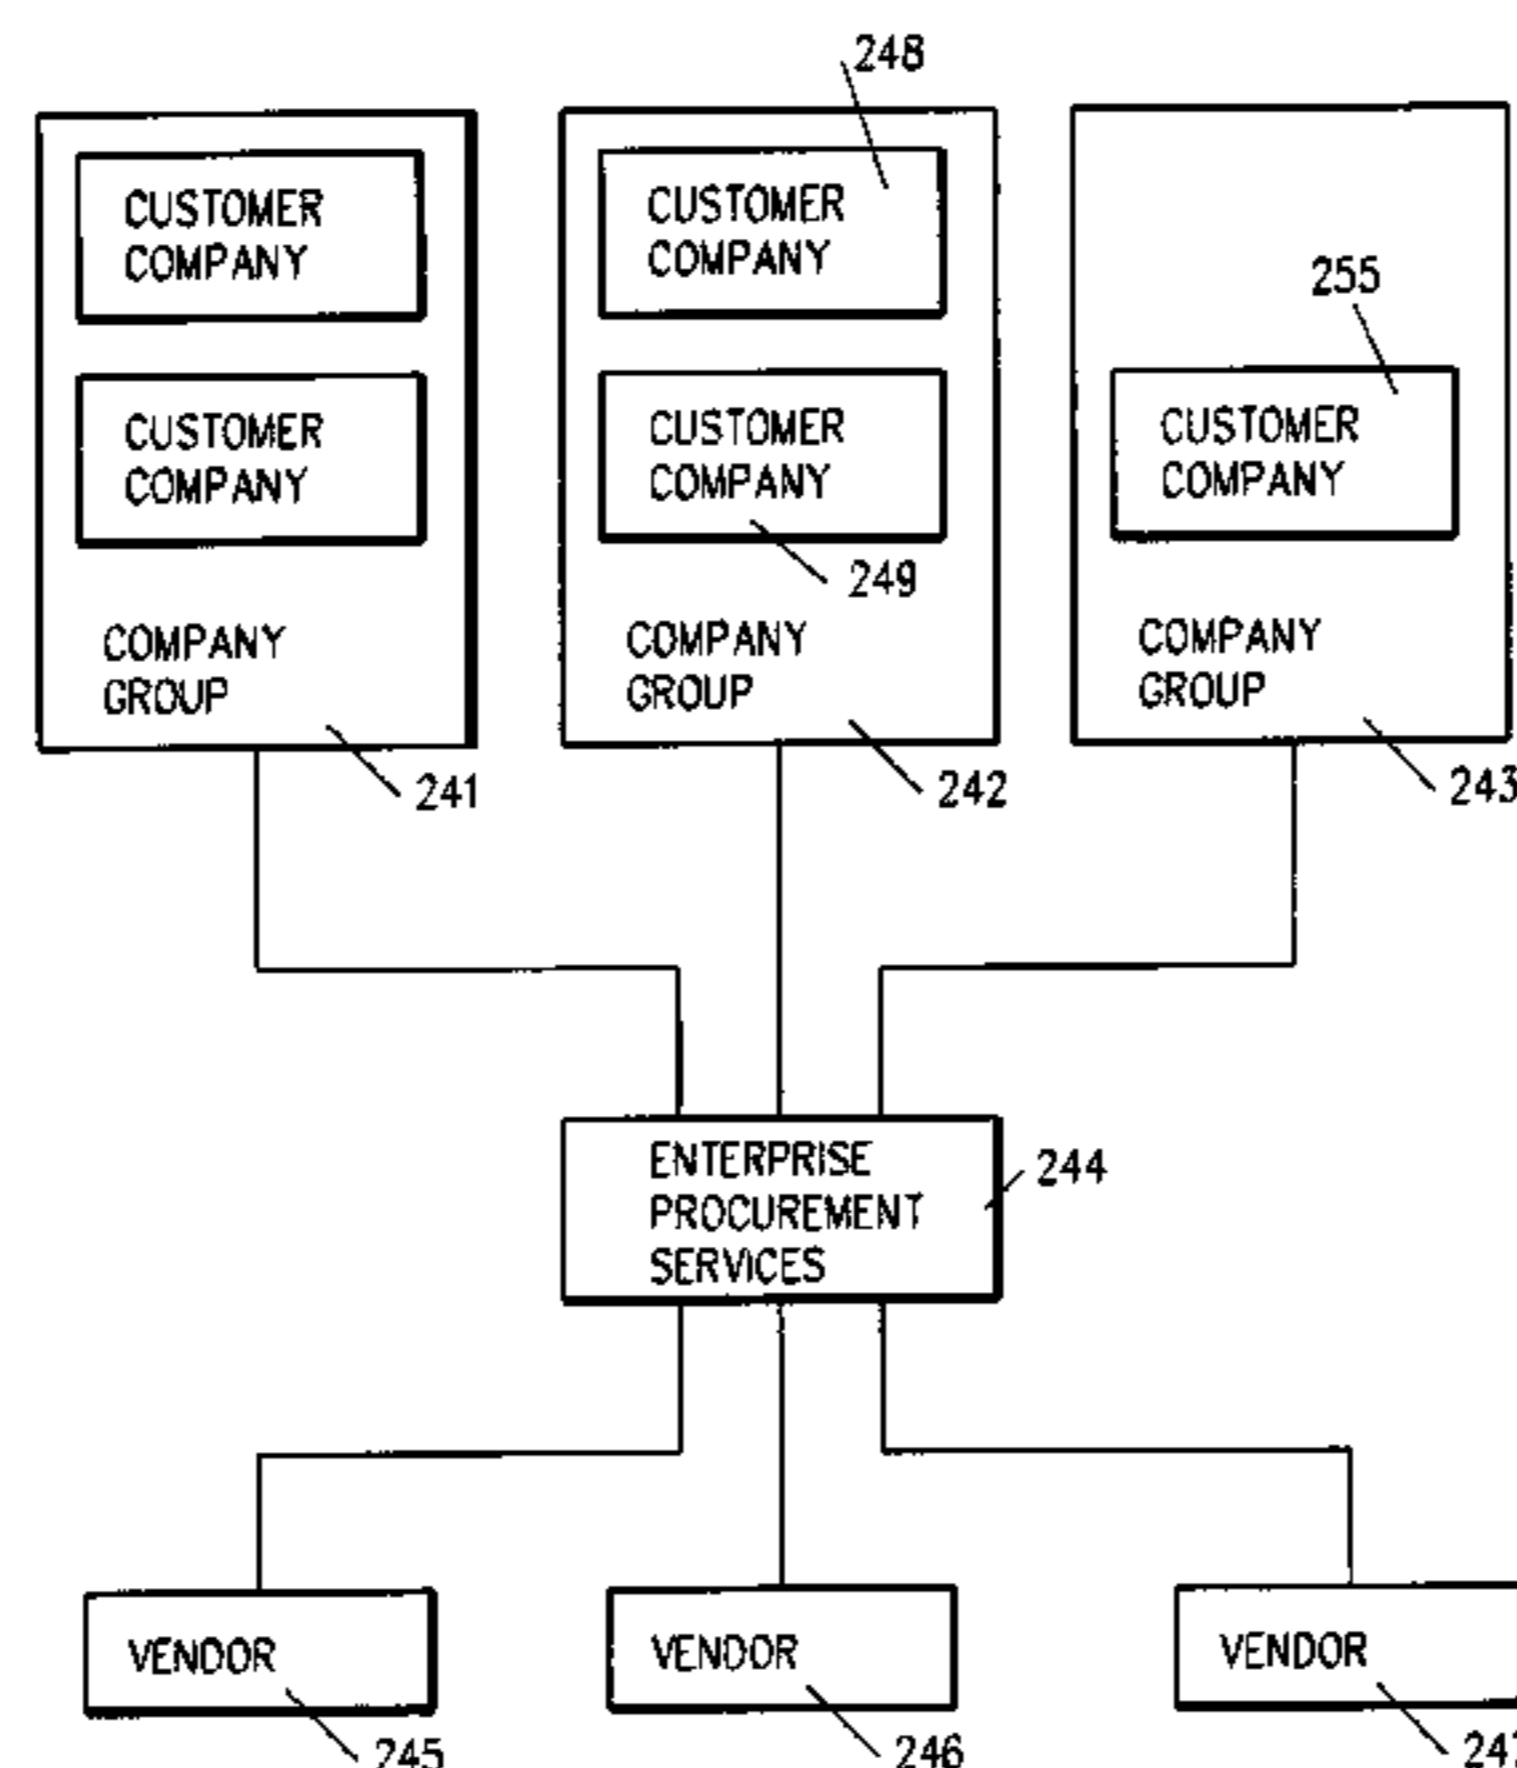 248
CUSTOMER
COMPANY
CUSTOMER
COMPANY
255
CUSTOMER
COMPANY
CUSTOMER
COMPANY
CUSTOMER
COMPANY
249
COMPANY
GROUP
COMPANY
GROUP
COMPANY
GROUP
241
242
243
ENTERPRISE
PROCUREMENT
SERVICES
244
VENDOR
VENDOR
VENDOR
245
246